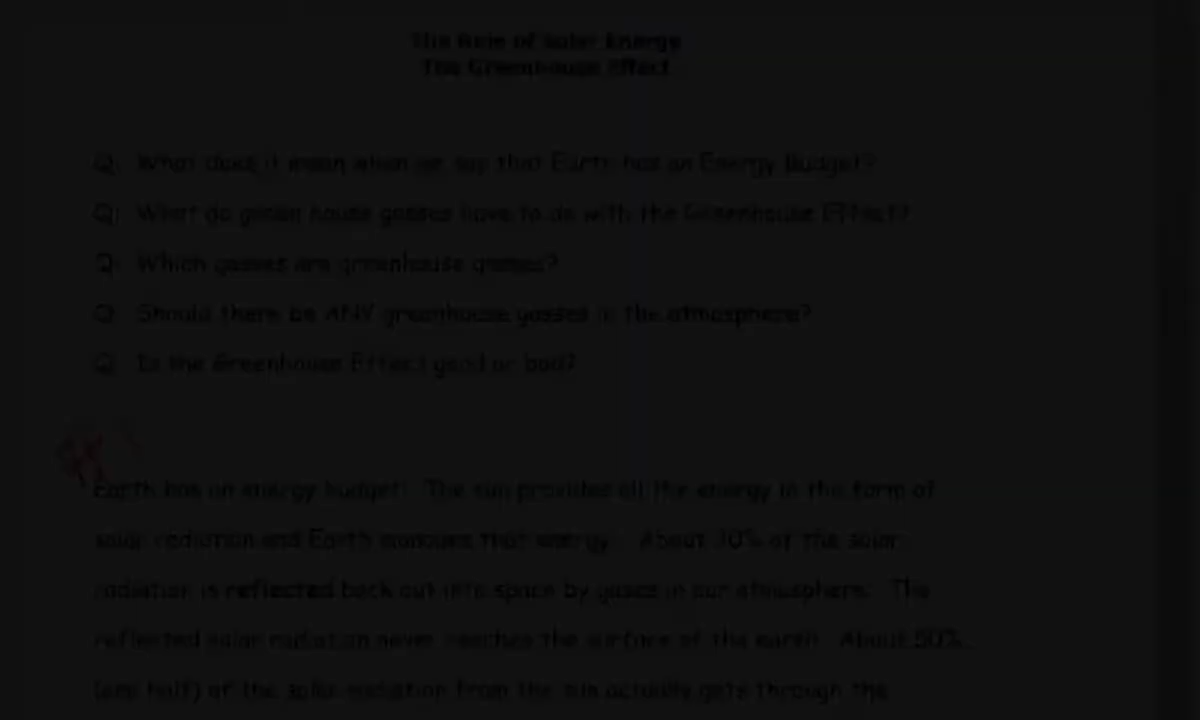 The Role of Solar Energy
The Greenhouse Effect
Q: What does it mean when we say that Earth has an Energy Budget?
Q: What do green house gasses have to do with the Greenhouse Effect?
Q: Which gasses are greenhouse gasses?
Q: Should there be ANY greenhouse gasses in the atmosphere?
Q: Is the Greenhouse Effect good or bad?
Earth has an energy budget. The sun provides all the energy in the form of
solar radiation and Earth manages that energy. About 30% of the solar
radiation is reflected back out into space by gases in our atmosphere. The
reflected solar radiation never reaches the surface of the earth. About 50%
half) of the solar radiation from the sun actually gets through the